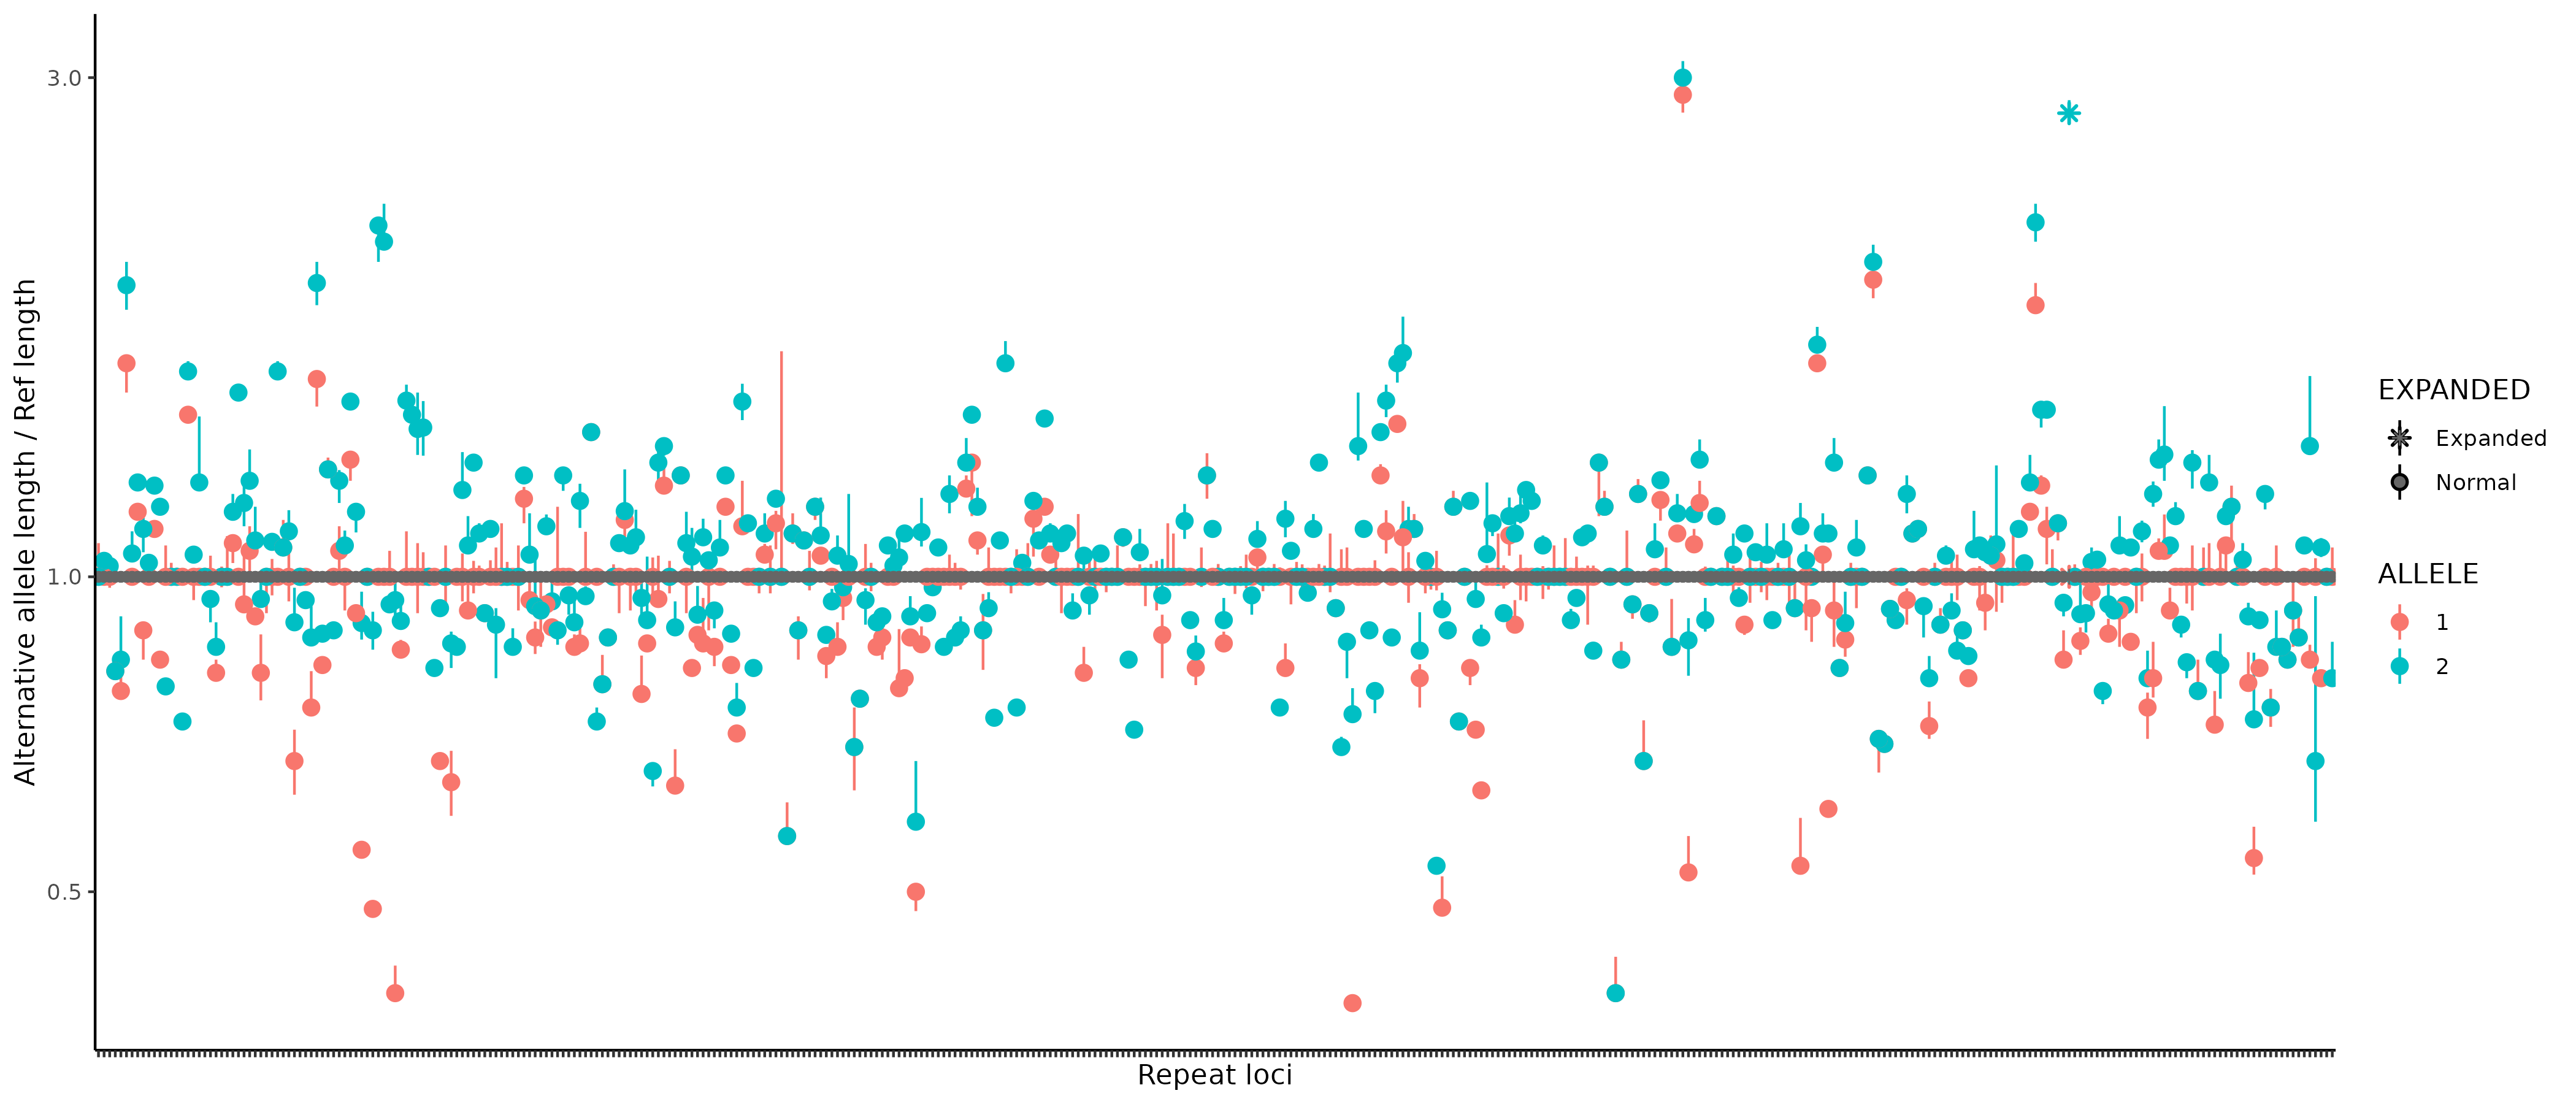 Alternative allele length / Ref length
3.0
1.0
0.5
Repeat loci
EXPANDED
Expanded
Normal
ALLELE
1
2